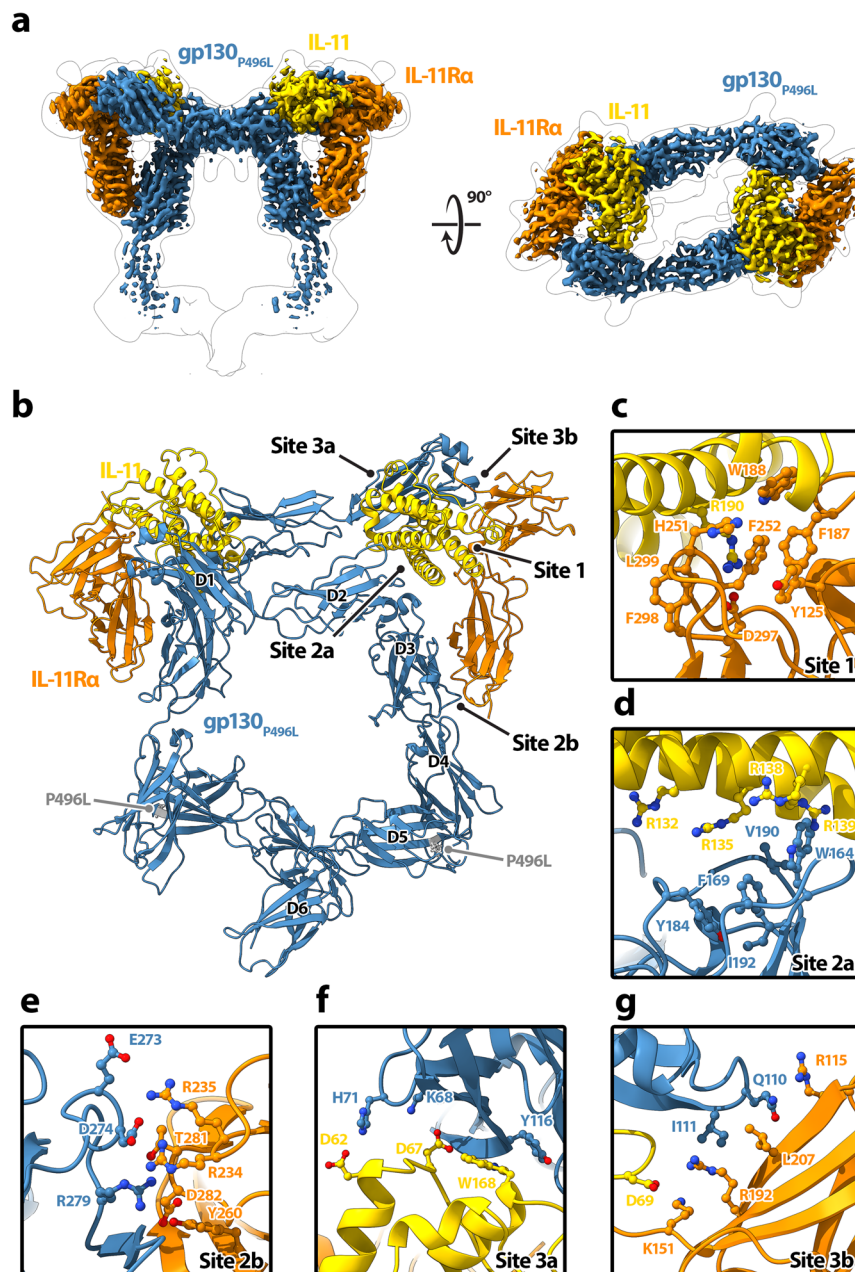 a
gp130P496L
IL-11
IL-11Rα
gp130P496L
IL-11Rα
IL-11
90°
b
Site 3a
Site 3b
IL-11
D1
D2
Site 1
Site 2a
D3
IL-11Rα
gp130P496L
Site 2b
D4
P496L
D5
P496L
D6
c
W188
R190
H251
F252
F187
L299
Y125
F298
D297
Site 1
d
R138
R132
R135
R139
V190
W164
F169
Y184
I192
Site 2a
e
E273
R235
D274
T281
R234
R279
D282
Y260
Site 2b
f
H71
K68
Y116
D62
D67
W168
Site 3a
g
R115
Q110
I111
L207
D69
R192
K151
Site 3b